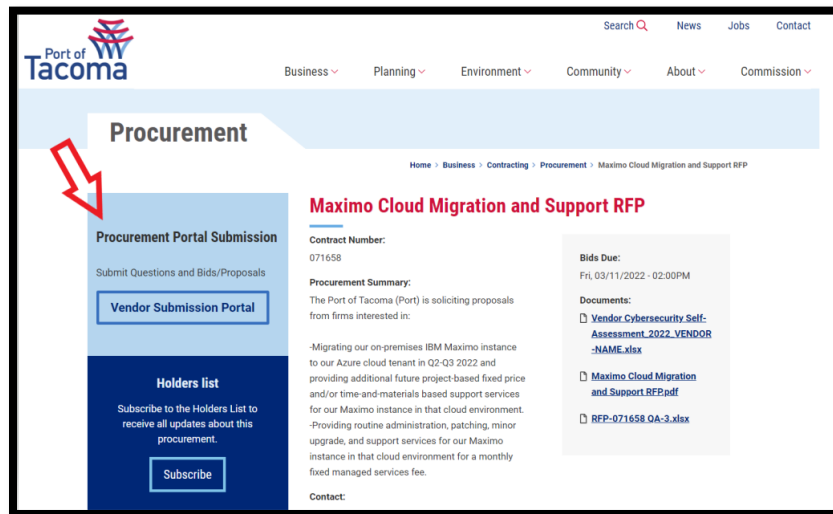 Search News Jobs Contact
Port of
Tacoma
Business Planning Environment Community About Commission
Procurement
Home > Business > Contracting > Procurement > Maximo Cloud Migration and Support RFP
Procurement Portal Submission
Submit Questions and Bids/Proposals
Vendor Submission Portal
Holders list
Subscribe to the Holders List to
receive all updates about this
procurement.
Subscribe
Maximo Cloud Migration and Support RFP
Contract Number:
071658
Procurement Summary:
The Port of Tacoma (Port) is soliciting proposals
from firms interested in:
-Migrating our on-premises IBM Maximo instance
to our Azure cloud tenant in Q2-Q3 2022 and
providing additional future project-based fixed price
and/or time-and-materials based support services
for our Maximo instance in that cloud environment.
-Providing routine administration, patching, minor
upgrade, and support services for our Maximo
instance in that cloud environment for a monthly
fixed managed services fee.
Contact:
Bids Due:
Fri, 03/11/2022 - 02:00PM
Documents:
Vendor Cybersecurity Self-
Assessment_2022_VENDOR
-NAME.xlsx
Maximo Cloud Migration
and Support RFP.pdf
RFP-071658 QA-3.xlsx